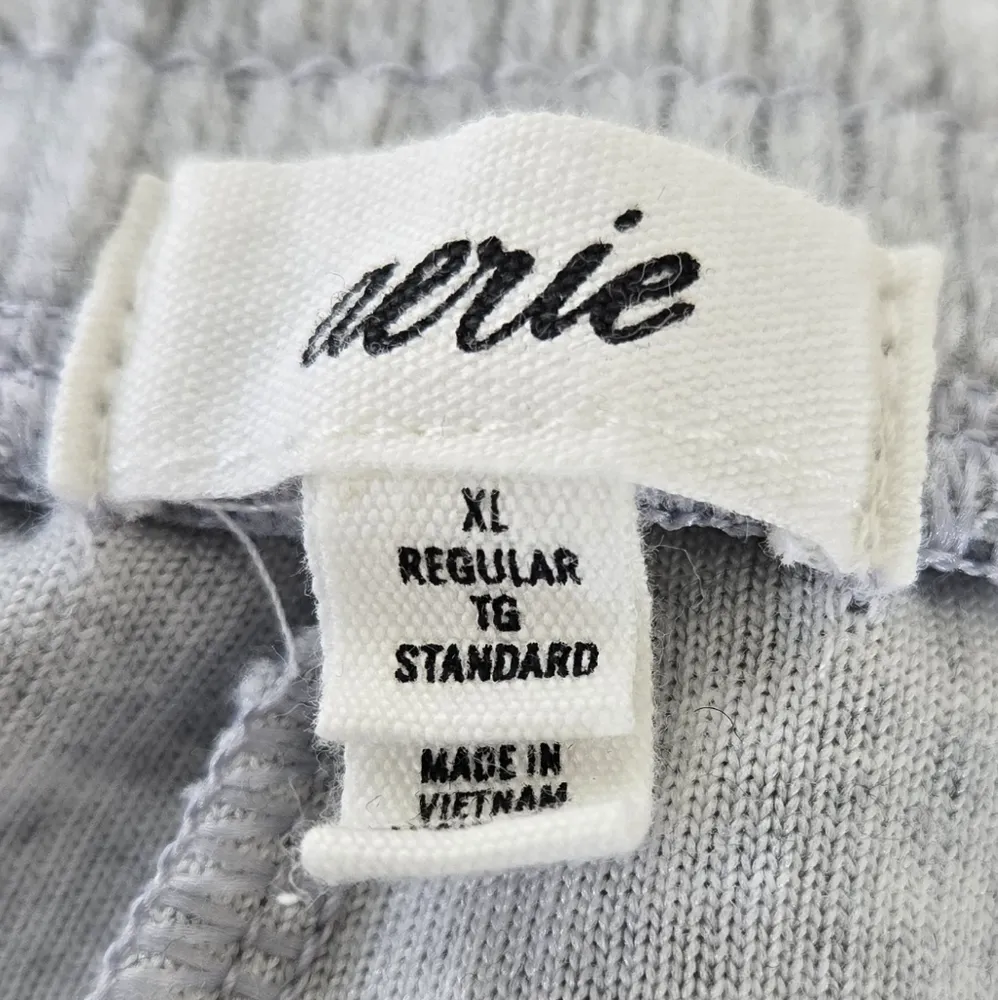 aerie
XL
REGULAR
TG
STANDARD
MADE IN
VIETNAM